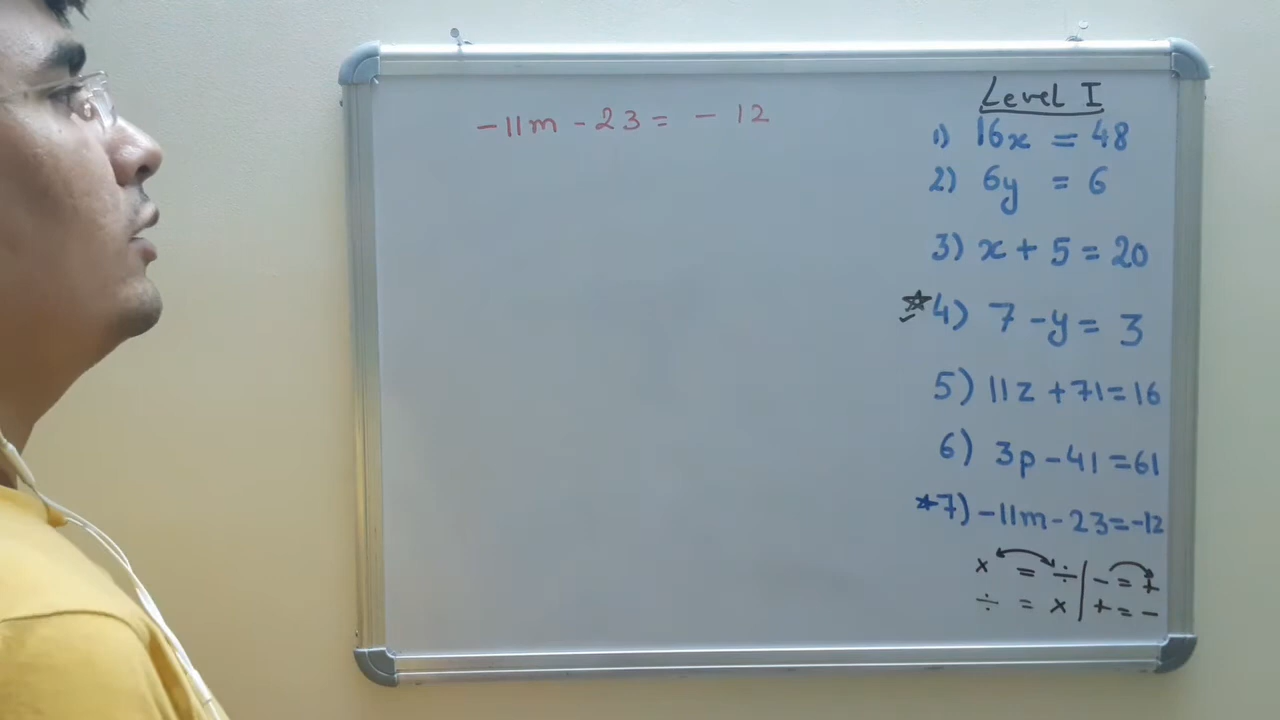 -11m - 23 = - 12
Level I
1) 16x = 48
2) 6y = 6
3) x + 5 = 20
*4) 7 - y = 3
5) 11z + 71 = 16
6) 3p - 41 = 61
*7) -11m - 23 = -12
× = ÷ | - = +
÷ = × | + = -